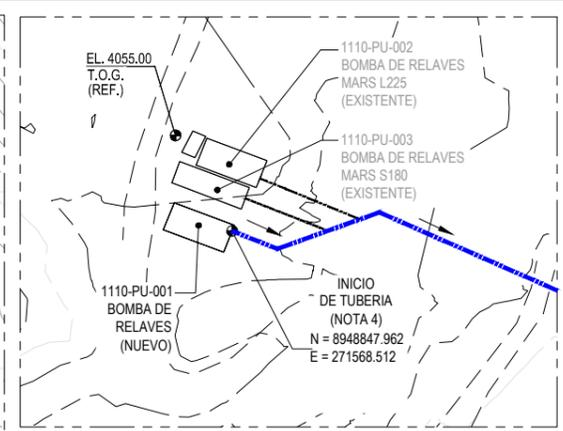 EL. 4055.00
T.O.G.
(REF.)
1110-PU-002
BOMBA DE RELAVES
MARS L225
(EXISTENTE)
1110-PU-003
BOMBA DE RELAVES
MARS S180
(EXISTENTE)
1110-PU-001
BOMBA DE
RELAVES
(NUEVO)
INICIO
DE TUBERIA
(NOTA 4)
N = 8948847.962
E = 271568.512